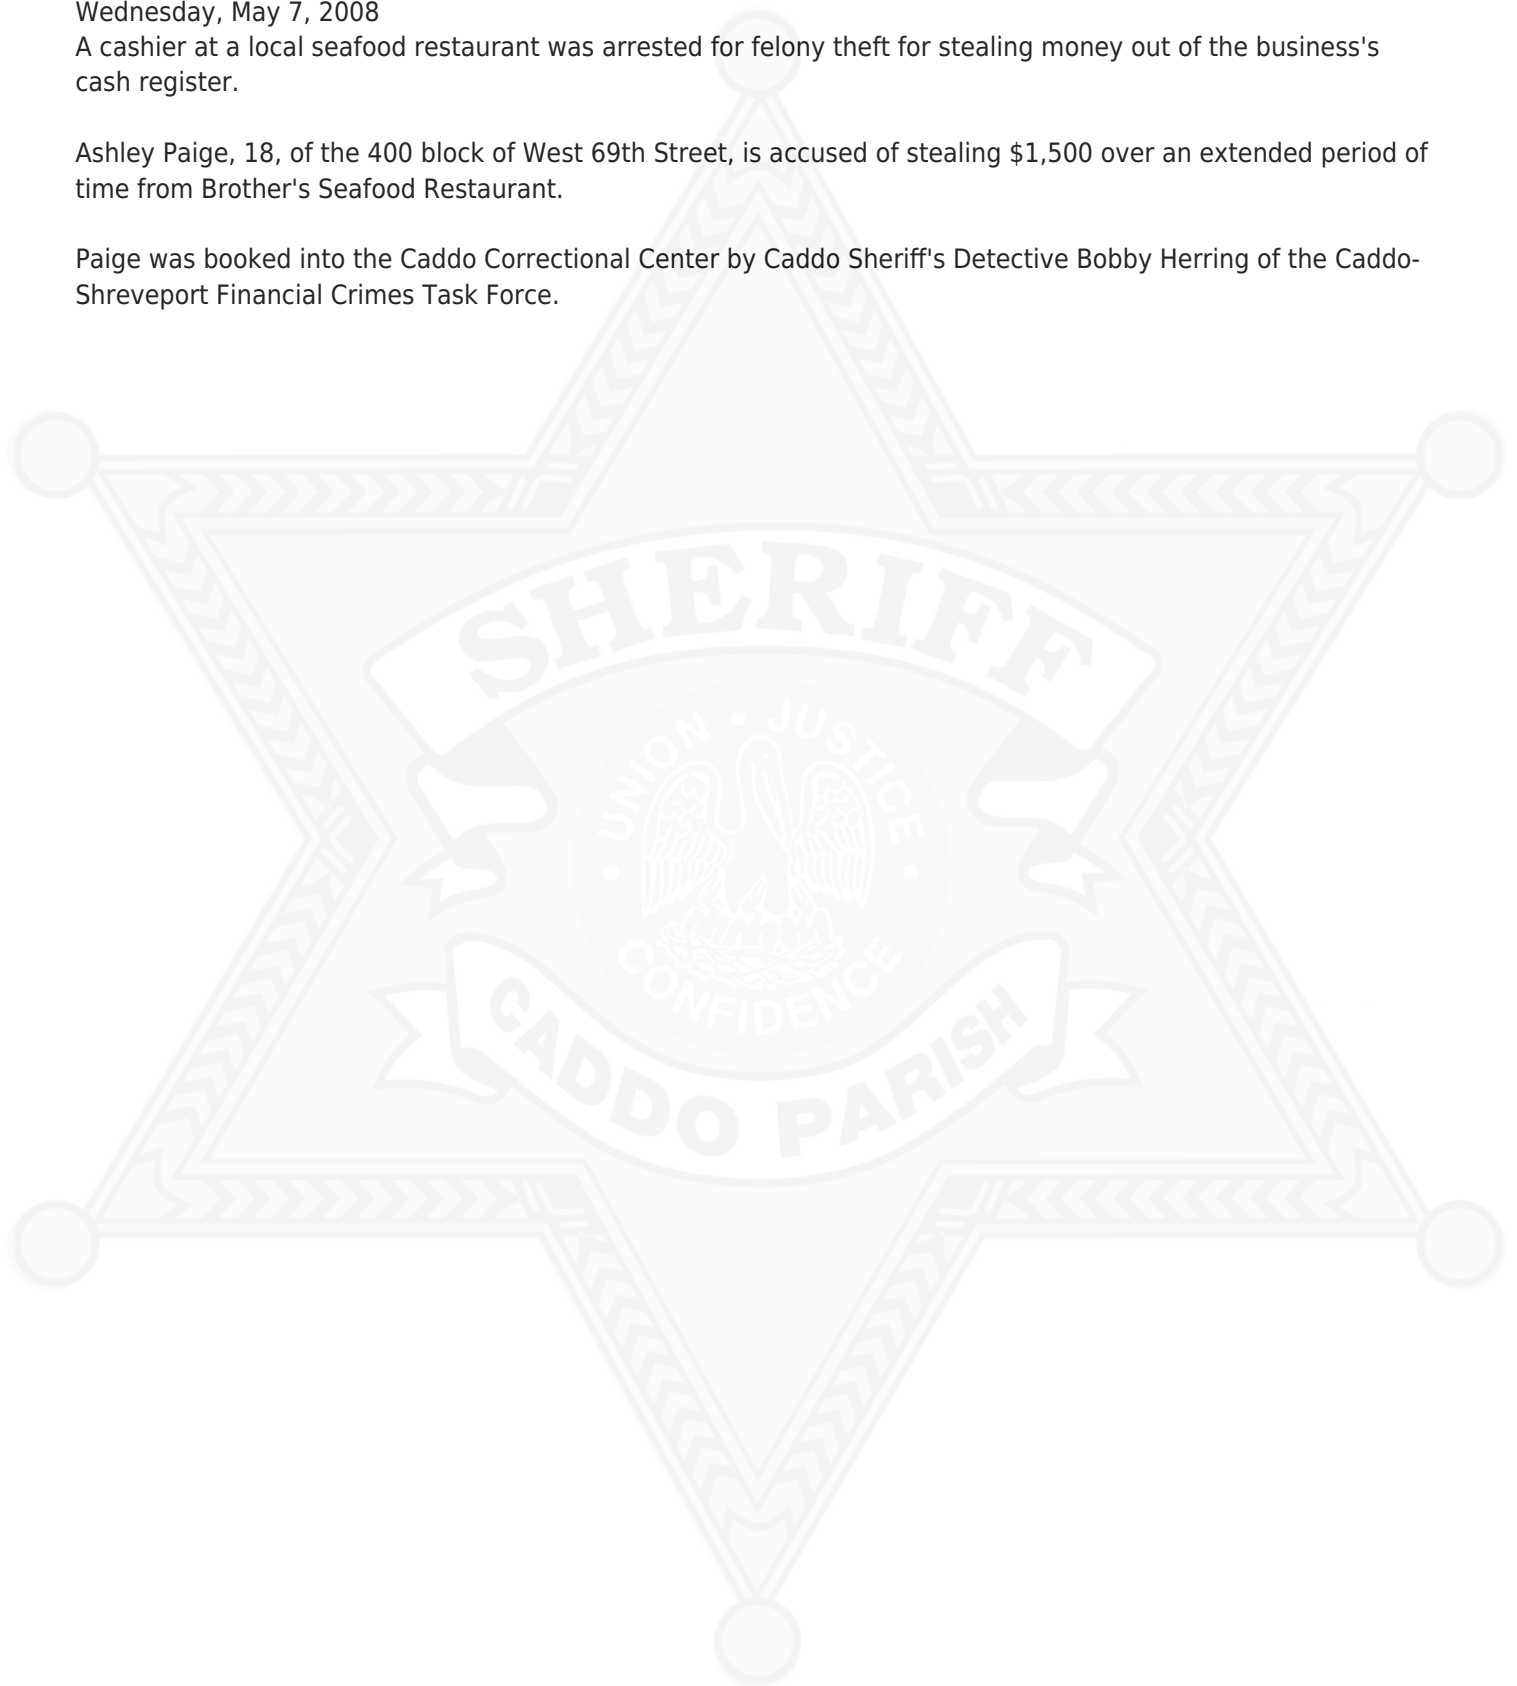 Wednesday, May 7, 2008
A cashier at a local seafood restaurant was arrested for felony theft for stealing money out of the business's
cash register.
Ashley Paige, 18, of the 400 block of West 69th Street, is accused of stealing $1,500 over an extended period of
time from Brother's Seafood Restaurant.
Paige was booked into the Caddo Correctional Center by Caddo Sheriff's Detective Bobby Herring of the Caddo-
Shreveport Financial Crimes Task Force.
SHERIFF
UNION • JUSTICE
• CONFIDENCE •
CADDO PARISH